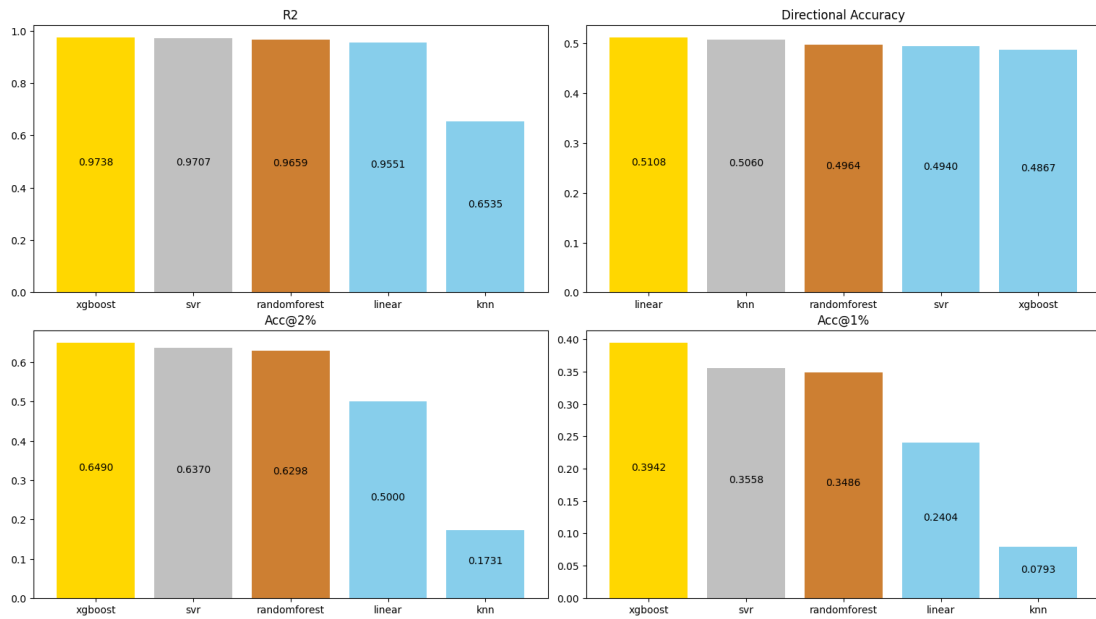 R2
1.0
0.8
0.6
0.4
0.2
0.0
0.9738
0.9707
0.9659
0.9551
0.6535
xgboost
svr
randomforest
linear
knn
Directional Accuracy
0.5
0.4
0.3
0.2
0.1
0.0
0.5108
0.5060
0.4964
0.4940
0.4867
linear
knn
randomforest
svr
xgboost
Acc@2%
0.6
0.5
0.4
0.3
0.2
0.1
0.0
0.6490
0.6370
0.6298
0.5000
0.1731
xgboost
svr
randomforest
linear
knn
Acc@1%
0.40
0.35
0.30
0.25
0.20
0.15
0.10
0.05
0.00
0.3942
0.3558
0.3486
0.2404
0.0793
xgboost
svr
randomforest
linear
knn